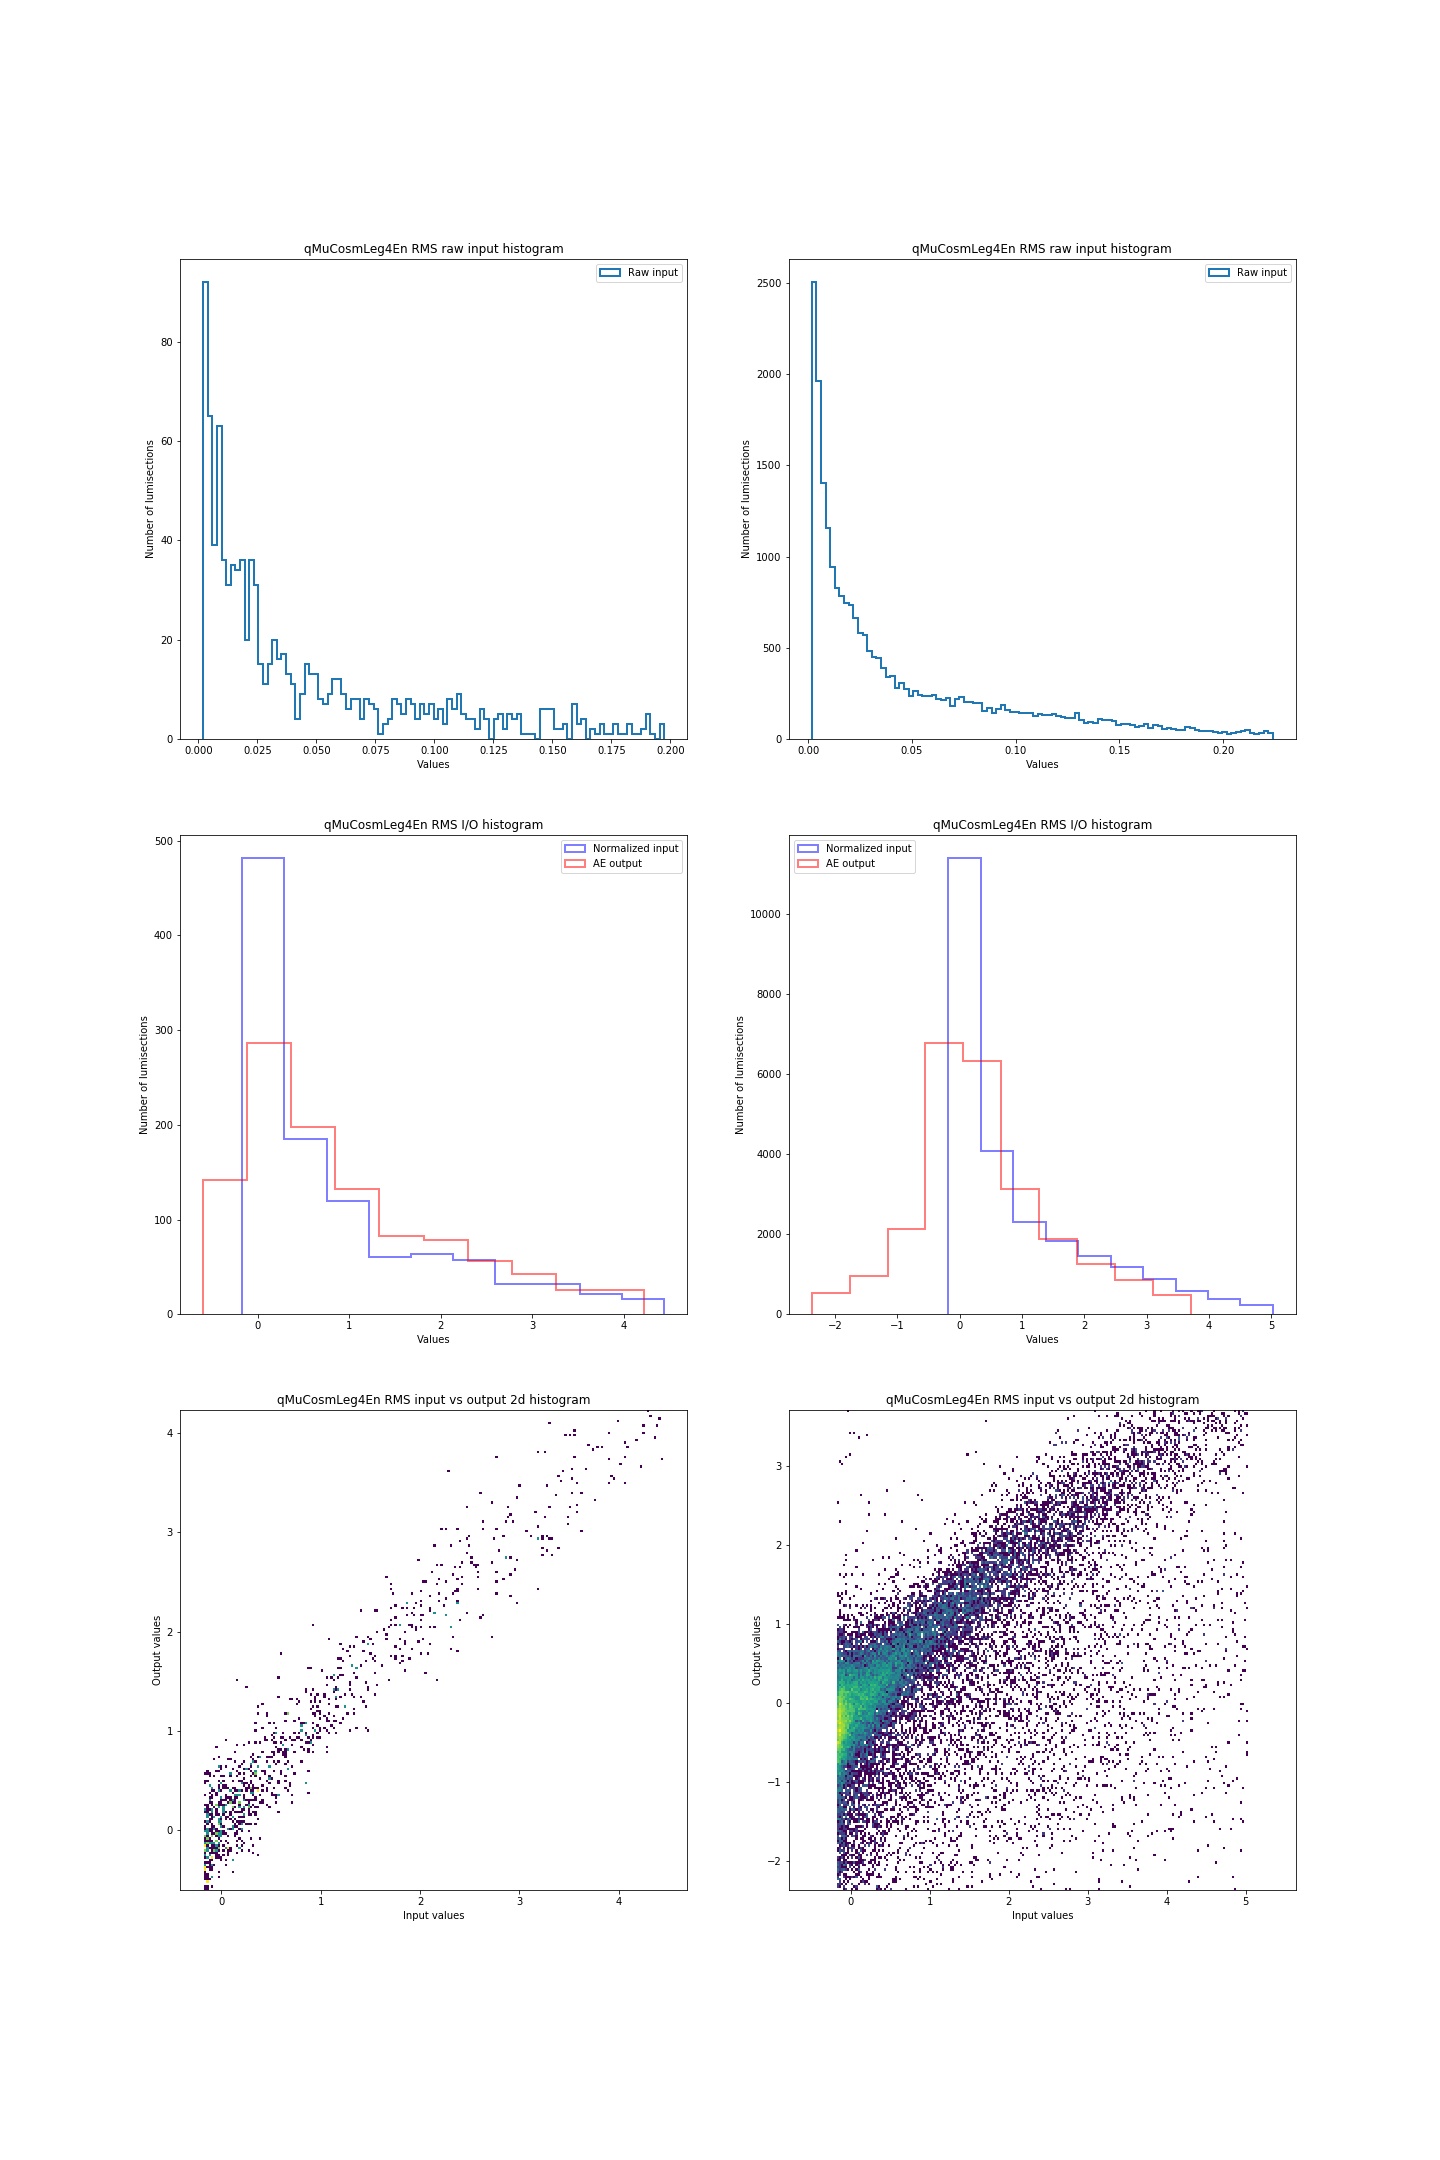 qMuCosmLeg4En RMS raw input histogram
Raw input
Number of lumisections
80
60
40
20
0
0.000 0.025 0.050 0.075 0.100 0.125 0.150 0.175 0.200
Values
qMuCosmLeg4En RMS raw input histogram
Raw input
Number of lumisections
2500
2000
1500
1000
500
0
0.00 0.05 0.10 0.15 0.20
Values
qMuCosmLeg4En RMS I/O histogram
Normalized input
AE output
Number of lumisections
500
400
300
200
100
0
0 1 2 3 4
Values
qMuCosmLeg4En RMS I/O histogram
Normalized input
AE output
Number of lumisections
10000
8000
6000
4000
2000
0
−2 −1 0 1 2 3 4 5
Values
qMuCosmLeg4En RMS input vs output 2d histogram
Output values
4
3
2
1
0
0 1 2 3 4
Input values
qMuCosmLeg4En RMS input vs output 2d histogram
Output values
3
2
1
0
−1
−2
0 1 2 3 4 5
Input values